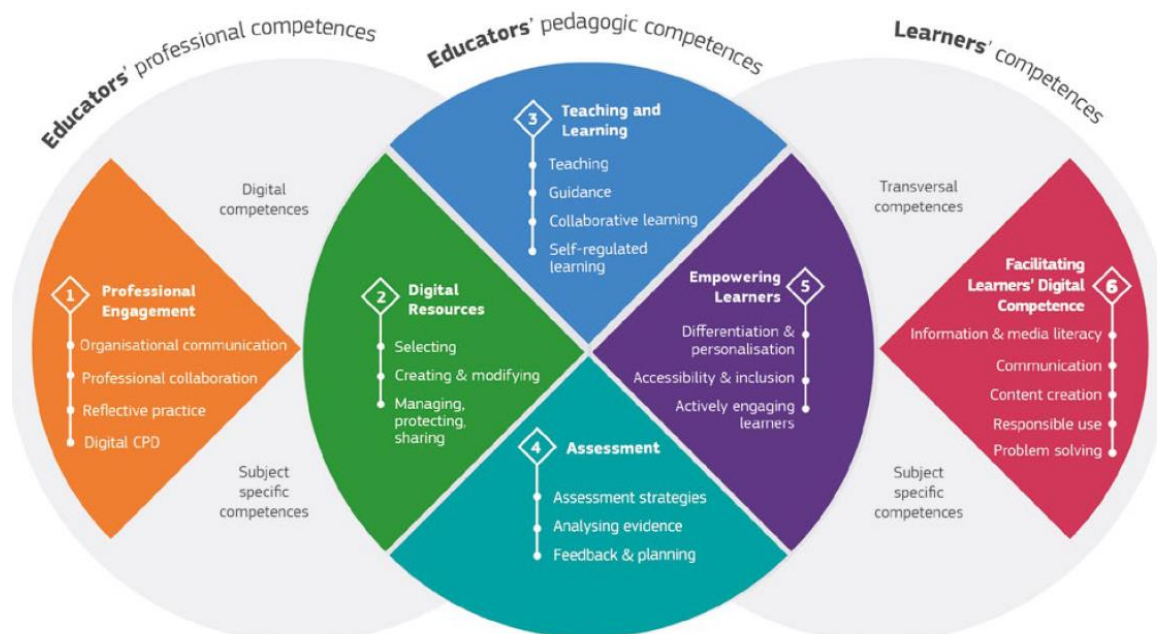 Educators' professional competences
Educators' pedagogic competences
Learners' competences
Digital
competences
Transversal
competences
1
Professional
Engagement
Organisational communication
Professional collaboration
Reflective practice
Digital CPD
2
Digital
Resources
Selecting
Creating & modifying
Managing,
protecting,
sharing
3
Teaching and
Learning
Teaching
Guidance
Collaborative learning
Self-regulated
learning
4
Assessment
Assessment strategies
Analysing evidence
Feedback & planning
5
Empowering
Learners
Differentiation &
personalisation
Accessibility & inclusion
Actively engaging
learners
6
Facilitating
Learners' Digital
Competence
Information & media literacy
Communication
Content creation
Responsible use
Problem solving
Subject
specific
competences
Subject
specific
competences